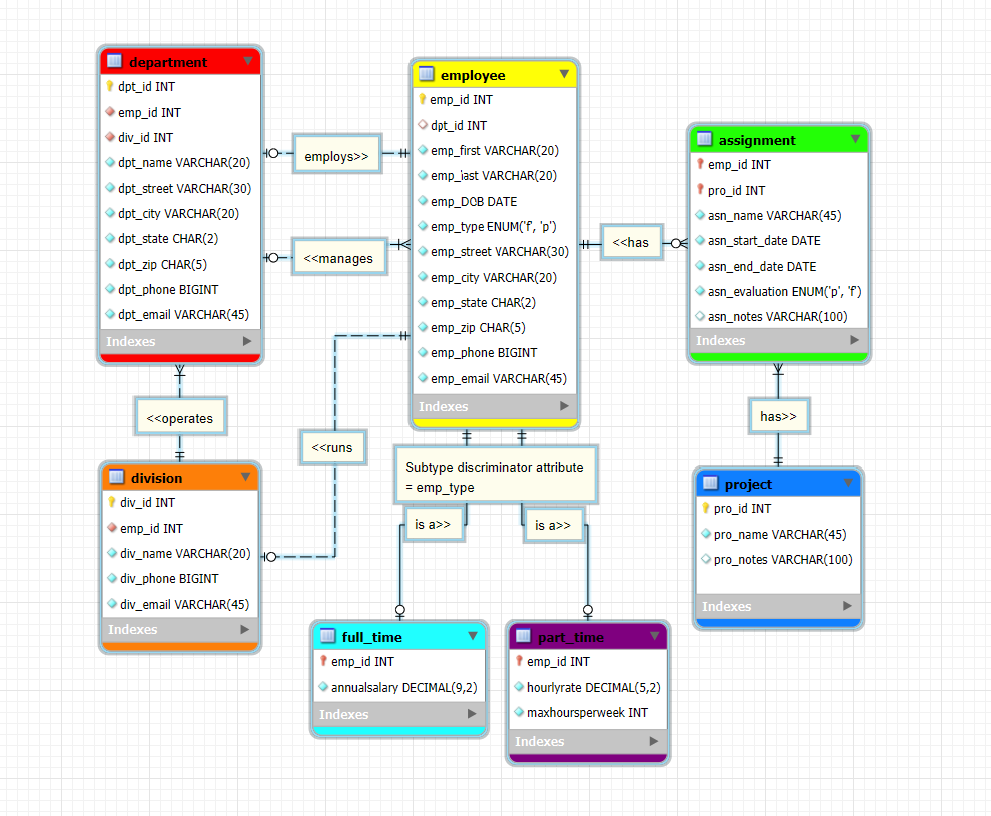 department
dpt_id INT
emp_id INT
div_id INT
dpt_name VARCHAR(20)
dpt_street VARCHAR(30)
dpt_city VARCHAR(20)
dpt_state CHAR(2)
dpt_zip CHAR(5)
dpt_phone BIGINT
dpt_email VARCHAR(45)
Indexes
employs>>
<<manages
employee
emp_id INT
dpt_id INT
emp_first VARCHAR(20)
emp_last VARCHAR(20)
emp_DOB DATE
emp_type ENUM('f', 'p')
emp_street VARCHAR(30)
emp_city VARCHAR(20)
emp_state CHAR(2)
emp_zip CHAR(5)
emp_phone BIGINT
emp_email VARCHAR(45)
Indexes
<<has
assignment
emp_id INT
pro_id INT
asn_name VARCHAR(45)
asn_start_date DATE
asn_end_date DATE
asn_evaluation ENUM('p', 'f')
asn_notes VARCHAR(100)
Indexes
<<operates
<<runs
has>>
division
div_id INT
emp_id INT
div_name VARCHAR(20)
div_phone BIGINT
div_email VARCHAR(45)
Indexes
Subtype discriminator attribute
= emp_type
is a>>
is a>>
project
pro_id INT
pro_name VARCHAR(45)
pro_notes VARCHAR(100)
Indexes
full_time
emp_id INT
annualsalary DECIMAL(9,2)
Indexes
part_time
emp_id INT
hourlyrate DECIMAL(5,2)
maxhoursperweek INT
Indexes